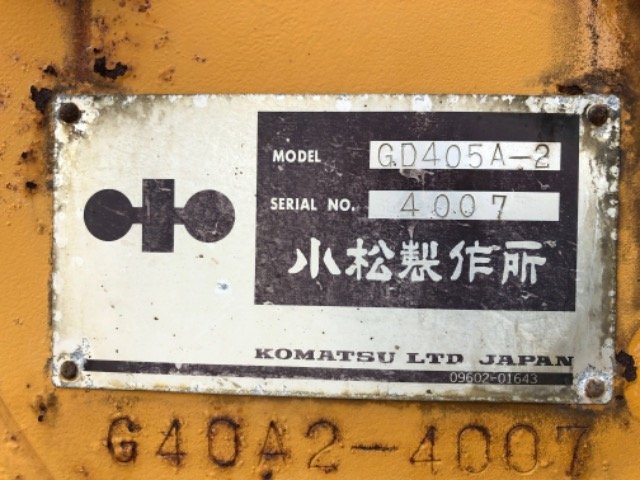 MODEL GD405A-2
SERIAL NO. 4007
小松製作所
KOMATSU LTD JAPAN
09602-01643
G40A2-4007